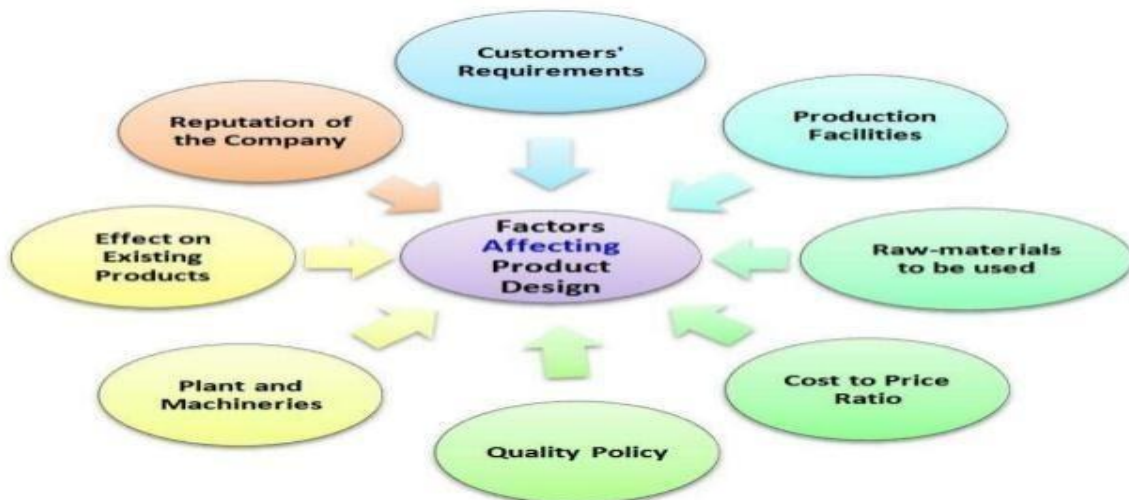 Customers'
Requirements
Production
Facilities
Raw-materials
to be used
Cost to Price
Ratio
Quality Policy
Plant and
Machineries
Effect on
Existing
Products
Reputation of
the Company
Factors
Affecting
Product
Design